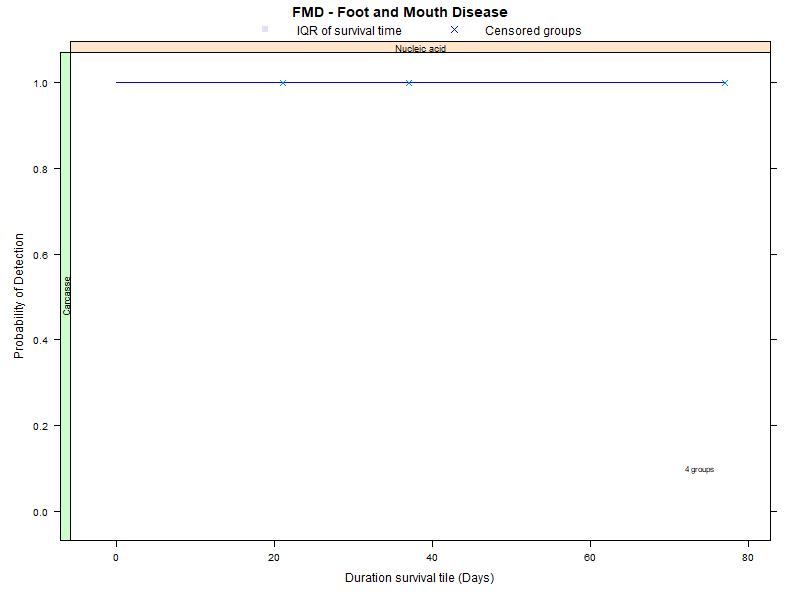 FMD - Foot and Mouth Disease
IQR of survival time
Censored groups
Nucleic acid
1.0
0.8
0.6
0.4
0.2
0.0
Probability of Detection
Carcasse
4 groups
0
20
40
60
80
Duration survival tile (Days)